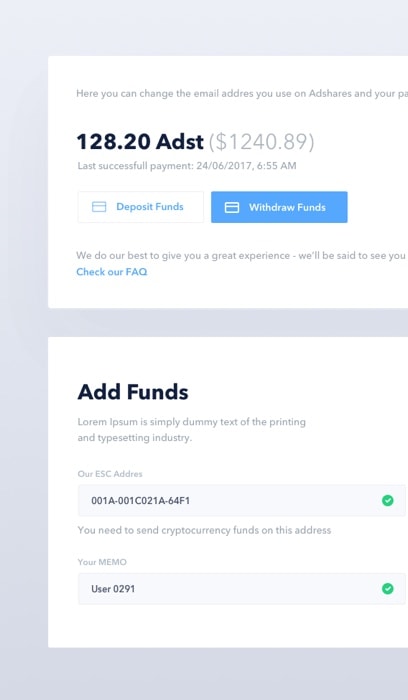 Here you can change the email addres you use on Adshares and your
128.20 Adst ($1240.89)
Last successfull payment: 24/06/2017, 6:55 AM
Deposit Funds
Withdraw Funds
We do our best to give you a great experience - we'll be said to see you
Check our FAQ
Add Funds
Lorem Ipsum is simply dummy text of the printing
and typesetting industry.
Our ESC Addres
001A-001C021A-64F1
You need to send cryptocurrency funds on this address
Your MEMO
User 0291